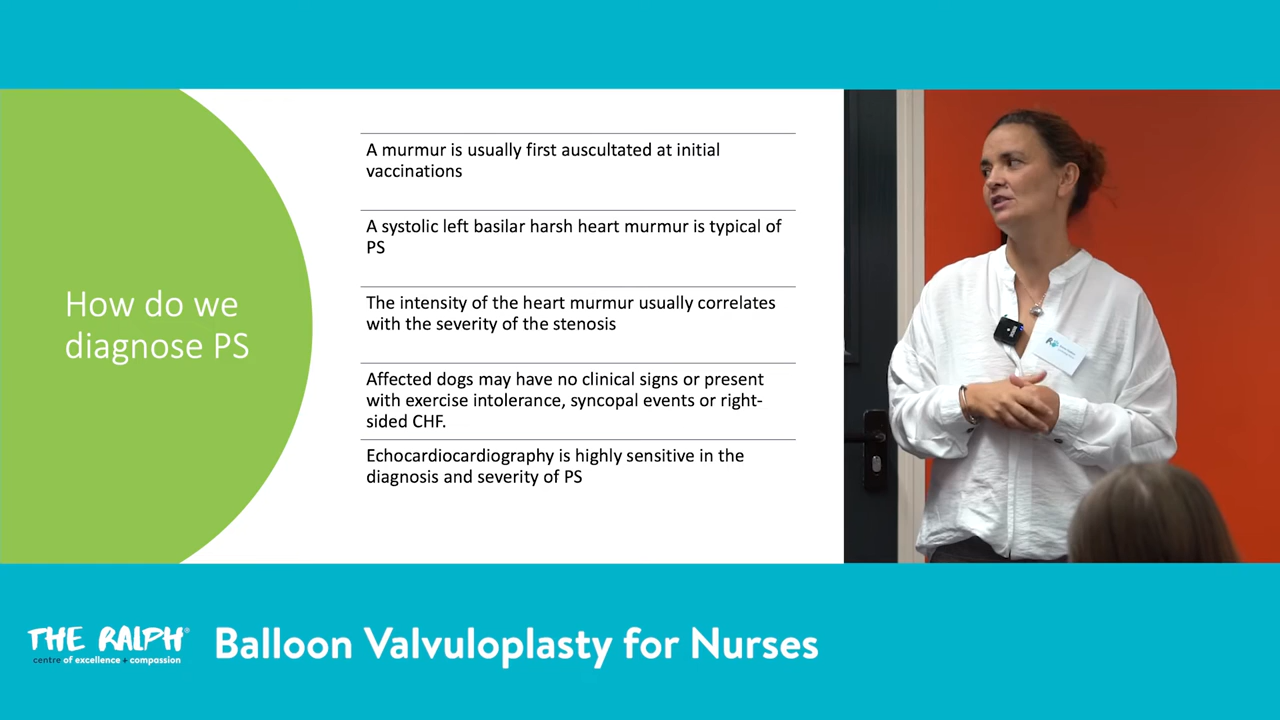 How do we
diagnose PS
A murmur is usually first auscultated at initial
vaccinations
A systolic left basilar harsh heart murmur is typical of
PS
The intensity of the heart murmur usually correlates
with the severity of the stenosis
Affected dogs may have no clinical signs or present
with exercise intolerance, syncopal events or right-
sided CHF.
Echocardiocardiography is highly sensitive in the
diagnosis and severity of PS
THE RALPH®
centre of excellence + compassion
Balloon Valvuloplasty for Nurses